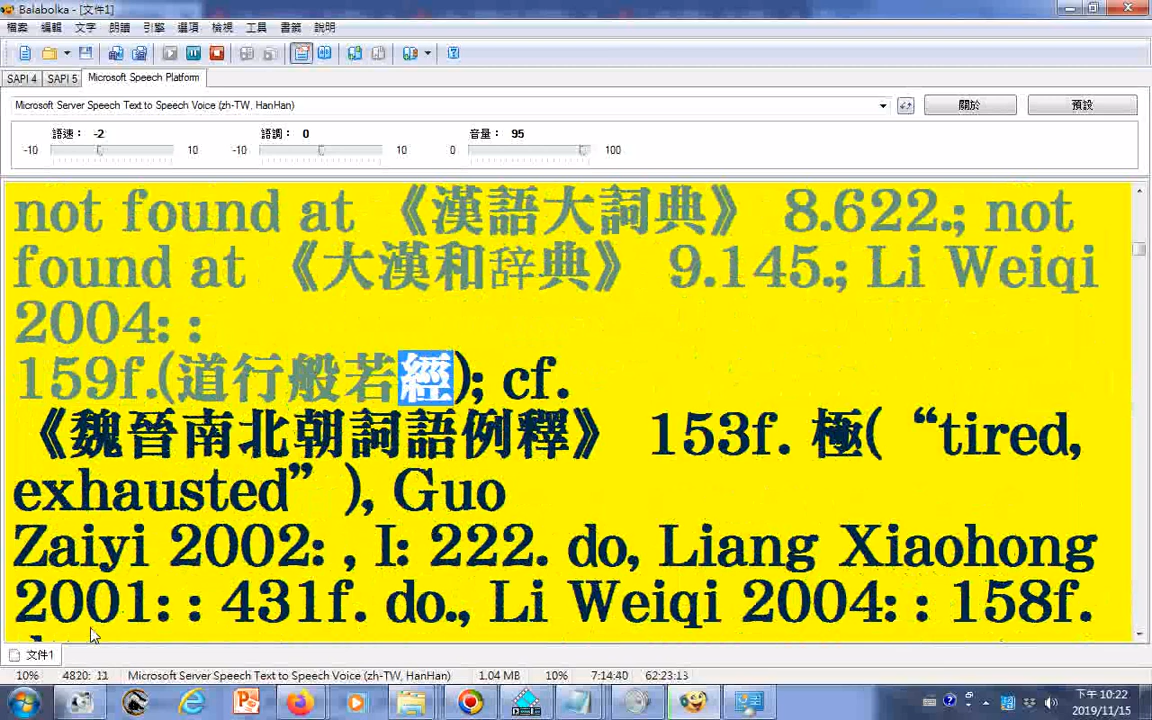 Balabolka - [文件1]
檔案 編輯 文字 朗讀 引擎 選項 檢視 工具 書籤 說明
SAPI 4 SAPI 5 Microsoft Speech Platform
Microsoft Server Speech Text to Speech Voice (zh-TW, HanHan) 關於 預設
語速： -2 語調： 0 音量： 95
-10 10 -10 10 0 100
not found at 《漢語大詞典》 8.622.; not
found at 《大漢和辞典》 9.145.; Li Weiqi
2004: :
159f.(道行般若經); cf.
《魏晉南北朝詞語例釋》 153f. 極( “tired,
exhausted” ), Guo
Zaiyi 2002: , I: 222. do, Liang Xiaohong
2001: : 431f. do., Li Weiqi 2004: : 158f.
文件1
10% 4820: 11 Microsoft Server Speech Text to Speech Voice (zh-TW, HanHan) 1.04 MB 10% 7:14:40 62:23:13
下午 10:22
2019/11/15